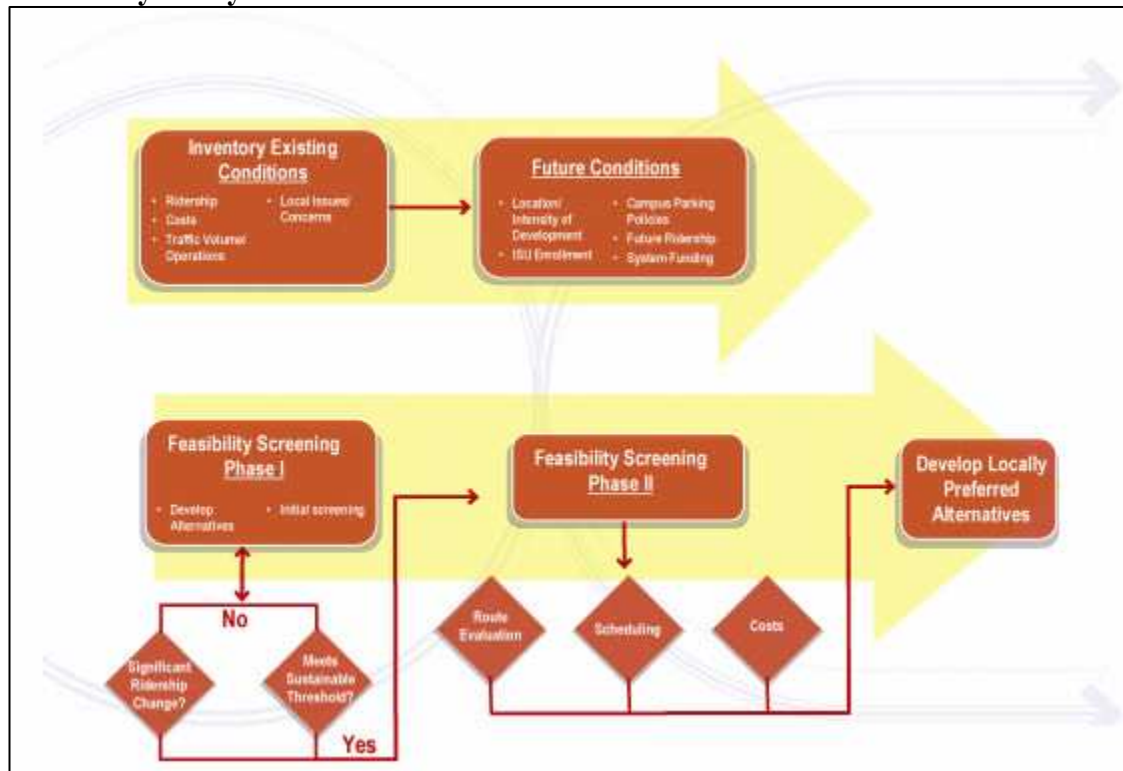 Inventory Existing
Conditions
• Ridership
• Costs
• Traffic Volume/
Operations
• Local Issues/
Concerns
Future Conditions
• Location/
Intensity of
Development
• ISU Enrollment
• Campus Parking
Policies
• Future Ridership
• System Funding
Feasibility Screening
Phase I
• Develop
Alternatives
• Initial screening
Feasibility Screening
Phase II
Develop Locally
Preferred
Alternatives
No
Significant
Ridership
Change?
Meets
Sustainable
Threshold?
Yes
Route
Evaluation
Scheduling
Costs